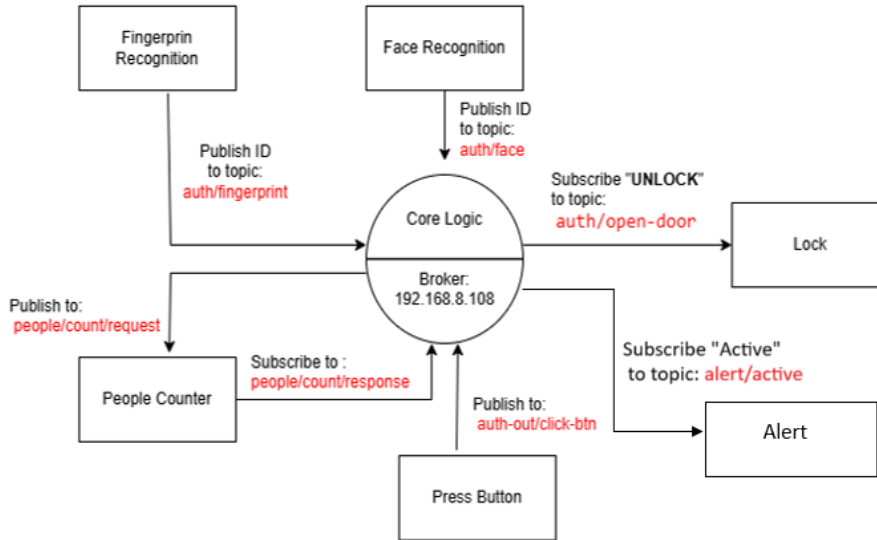 Fingerprin
Recognition
Face Recognition
Publish ID
to topic:
auth/face
Publish ID
to topic:
auth/fingerprint
Subscribe "UNLOCK"
to topic:
auth/open-door
Core Logic
Lock
Broker:
192.168.8.108
Publish to:
people/count/request
Subscribe "Active"
to topic: alert/active
Subscribe to :
people/count/response
People Counter
Publish to:
auth-out/click-btn
Alert
Press Button